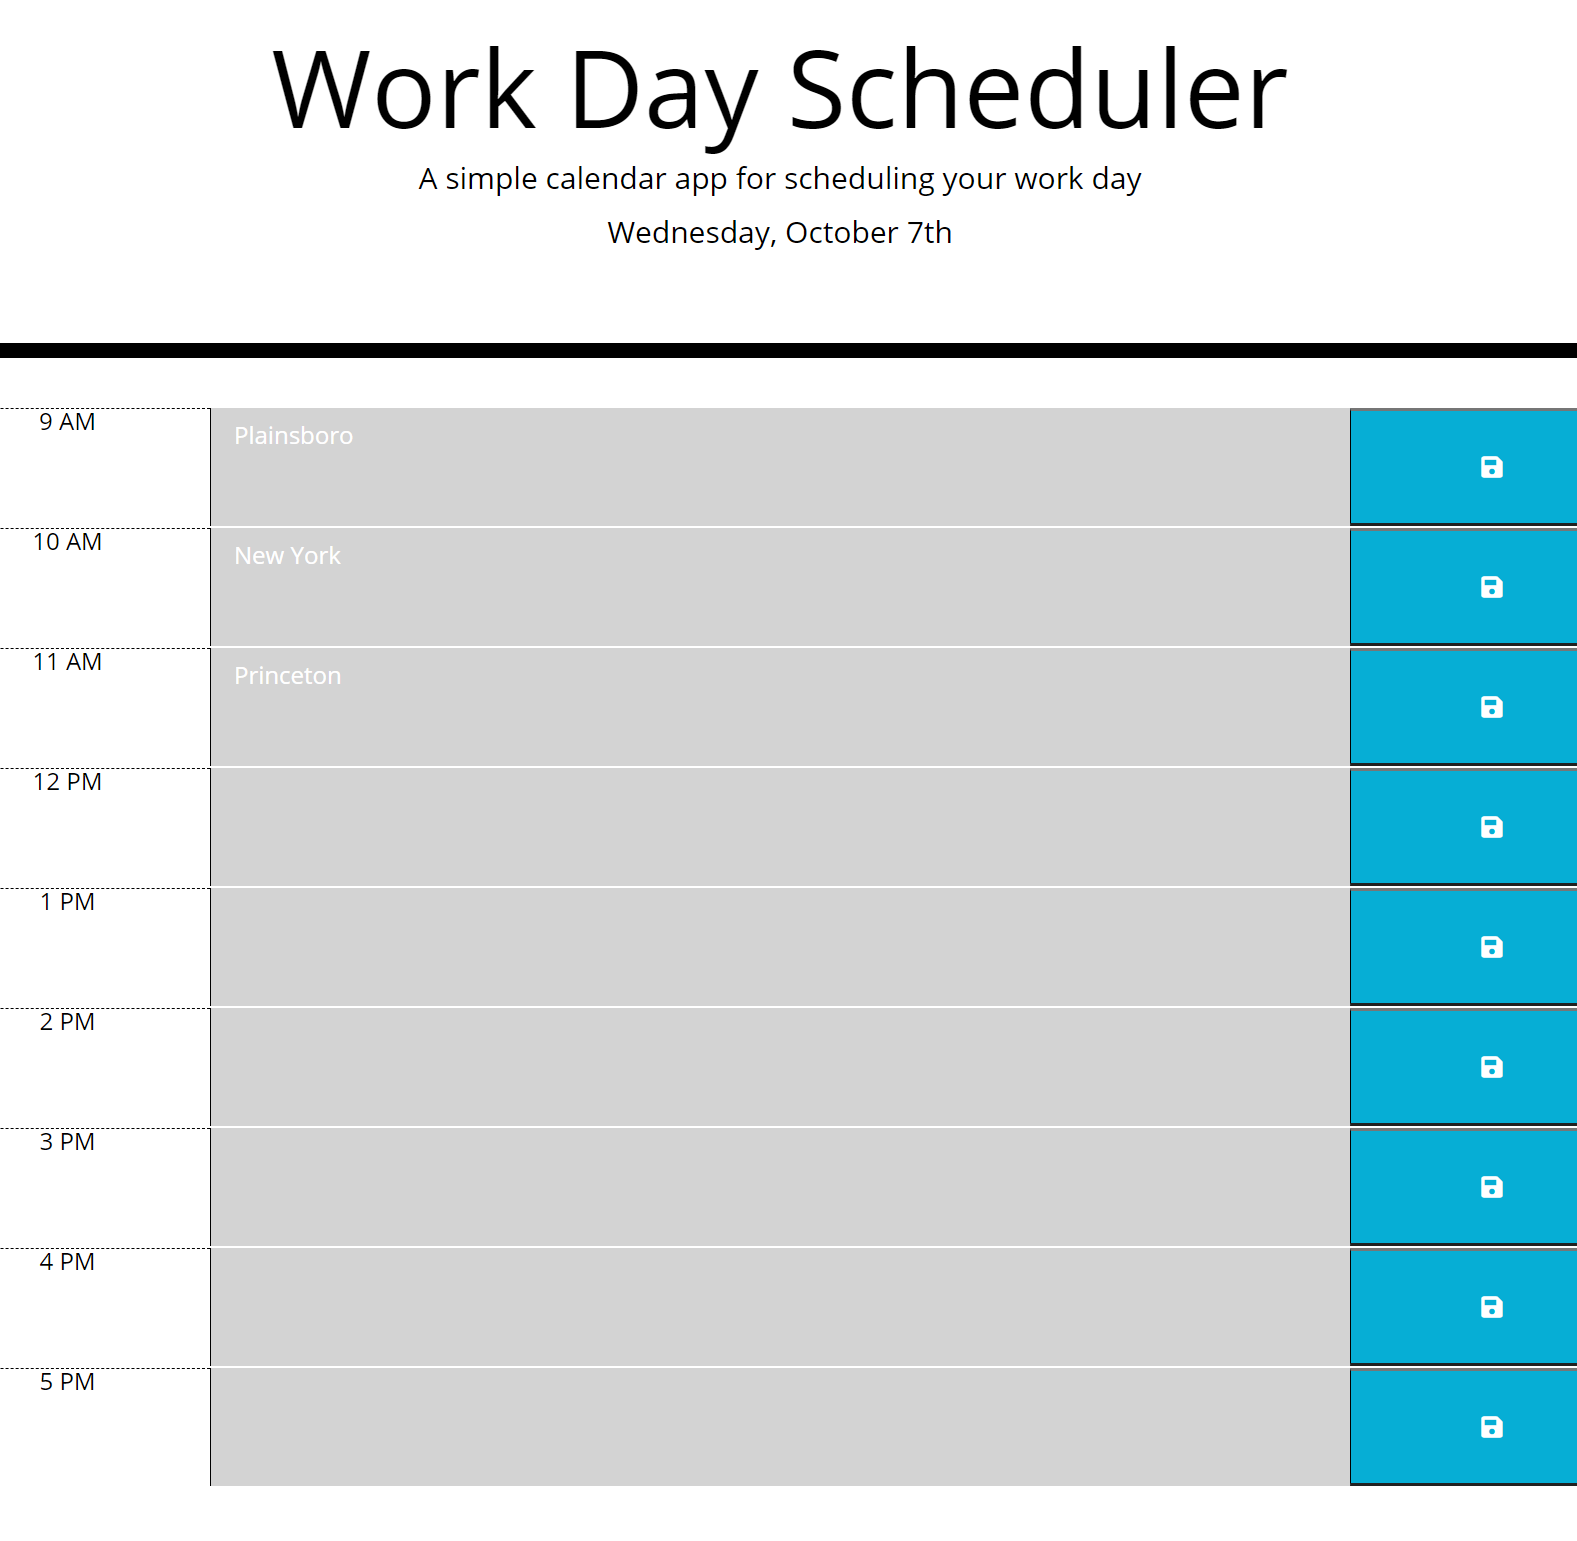 Work Day Scheduler
A simple calendar app for scheduling your work day
Wednesday, October 7th
9 AM
Plainsboro
10 AM
New York
11 AM
Princeton
12 PM
1 PM
2 PM
3 PM
4 PM
5 PM